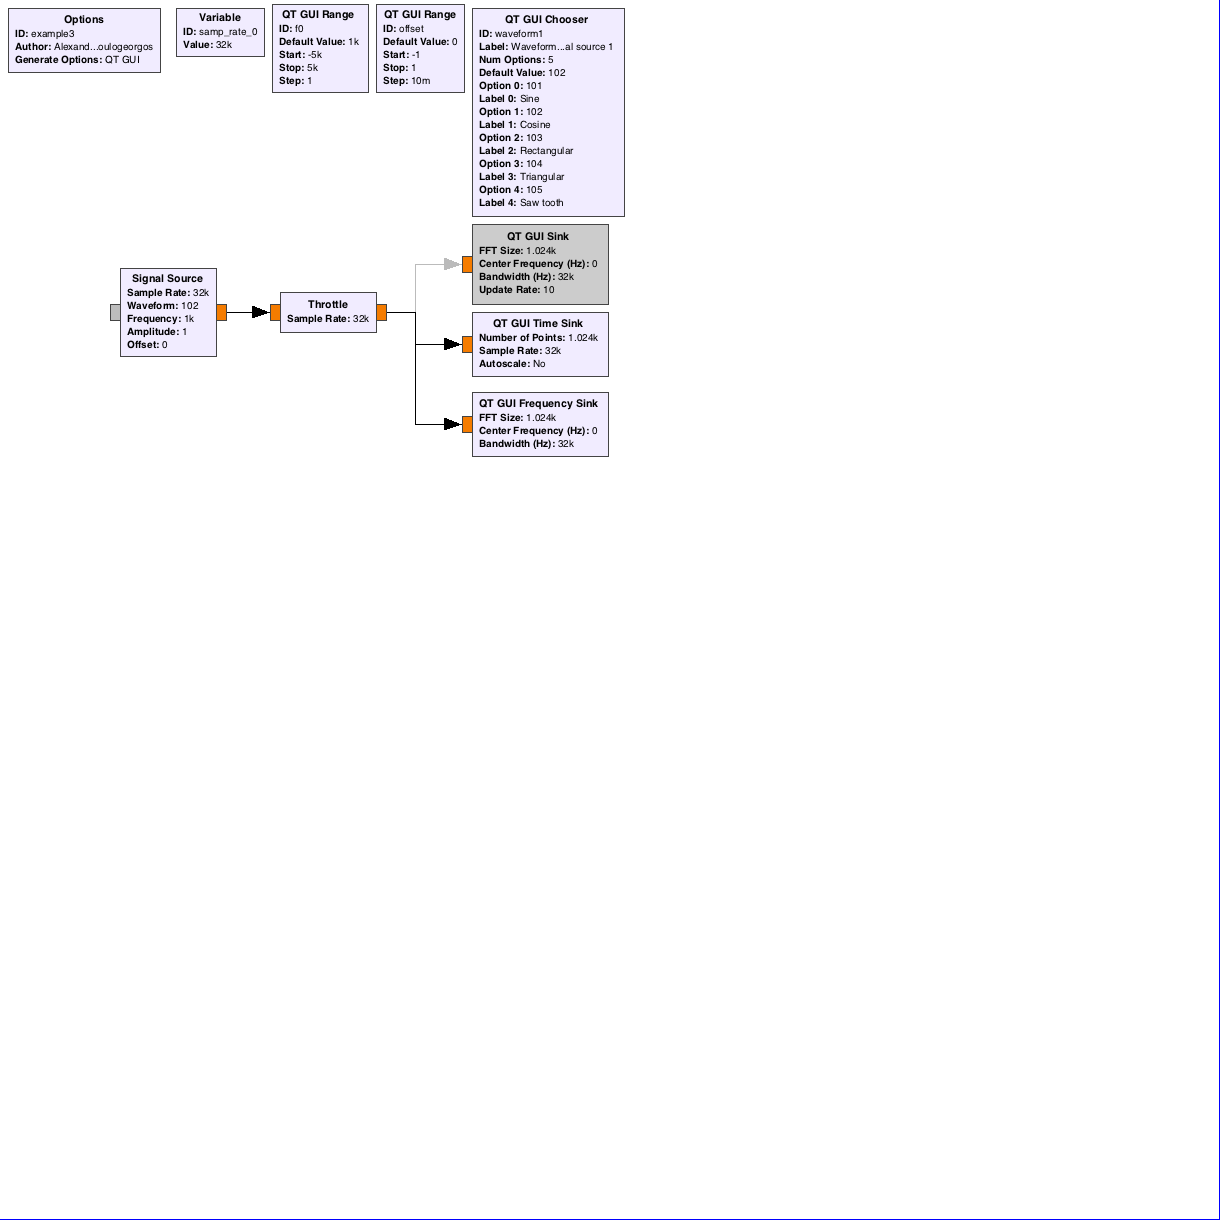 Options
ID: example3
Author: Alexand...oulogeorgos
Generate Options: QT GUI
Variable
ID: samp_rate_0
Value: 32k
QT GUI Range
ID: f0
Default Value: 1k
Start: -5k
Stop: 5k
Step: 1
QT GUI Range
ID: offset
Default Value: 0
Start: -1
Stop: 1
Step: 10m
QT GUI Chooser
ID: waveform1
Label: Waveform...al source 1
Num Options: 5
Default Value: 102
Option 0: 101
Label 0: Sine
Option 1: 102
Label 1: Cosine
Option 2: 103
Label 2: Rectangular
Option 3: 104
Label 3: Triangular
Option 4: 105
Label 4: Saw tooth
Signal Source
Sample Rate: 32k
Waveform: 102
Frequency: 1k
Amplitude: 1
Offset: 0
Throttle
Sample Rate: 32k
QT GUI Sink
FFT Size: 1.024k
Center Frequency (Hz): 0
Bandwidth (Hz): 32k
Update Rate: 10
QT GUI Time Sink
Number of Points: 1.024k
Sample Rate: 32k
Autoscale: No
QT GUI Frequency Sink
FFT Size: 1.024k
Center Frequency (Hz): 0
Bandwidth (Hz): 32k